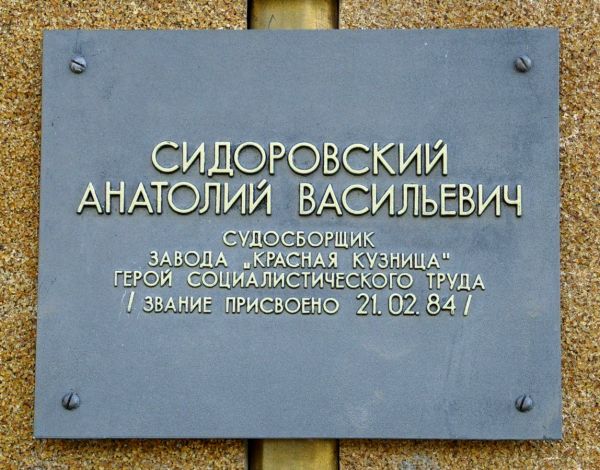 СИДОРОВСКИЙ
АНАТОЛИЙ ВАСИЛЬЕВИЧ
СУДОСБОРЩИК
ЗАВОДА „КРАСНАЯ КУЗНИЦА"
ГЕРОЙ СОЦИАЛИСТИЧЕСКОГО ТРУДА
/ ЗВАНИЕ ПРИСВОЕНО 21.02.84 /